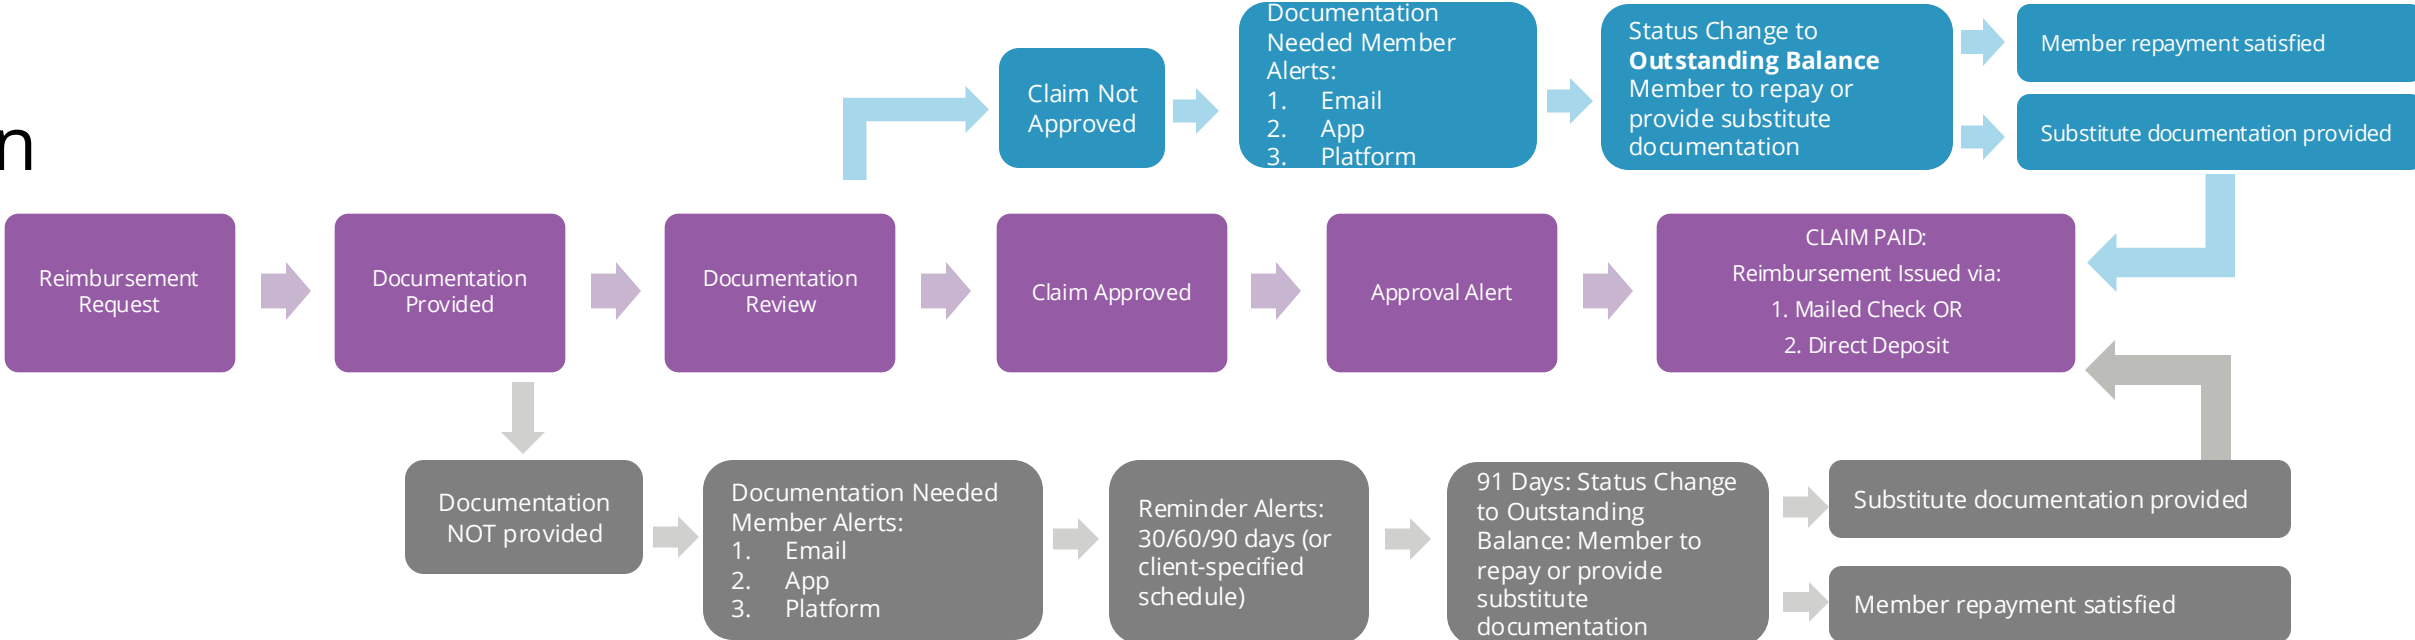 n
Documentation
Needed Member
Alerts:
1. Email
2. App
3. Platform
Claim Not
Approved
Status Change to
Outstanding Balance
Member to repay or
provide substitute
documentation
Member repayment satisfied
Substitute documentation provided
Reimbursement
Request
Documentation
Provided
Documentation
Review
Claim Approved
Approval Alert
CLAIM PAID:
Reimbursement Issued via:
1. Mailed Check OR
2. Direct Deposit
Documentation
NOT provided
Documentation Needed
Member Alerts:
1. Email
2. App
3. Platform
Reminder Alerts:
30/60/90 days (or
client-specified
schedule)
91 Days: Status Change
to Outstanding
Balance: Member to
repay or provide
substitute
documentation
Substitute documentation provided
Member repayment satisfied